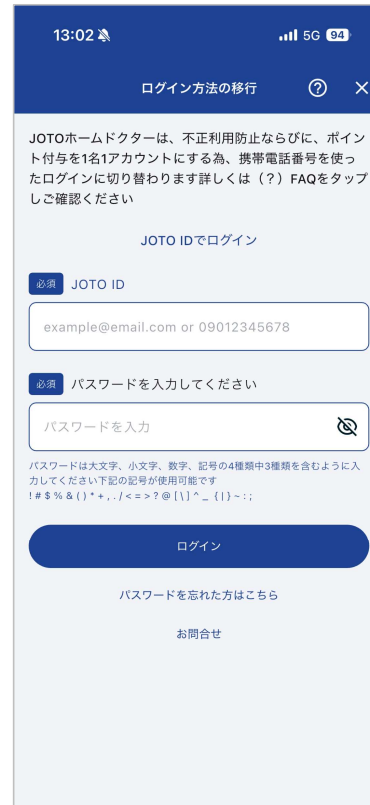 13:02
5G 94
ログイン方法の移行
JOTOホームドクターは、不正利用防止ならびに、ポイン
ト付与を1名1アカウントにする為、携帯電話番号を使っ
たログインに切り替わります詳しくは（？）FAQをタップ
しご確認ください
JOTO IDでログイン
必須 JOTO ID
example@email.com or 09012345678
必須 パスワードを入力してください
パスワードを入力
パスワードは大文字、小文字、数字、記号の4種類中3種類を含むように入
力してください下記の記号が使用可能です
! # $ % & ( ) * + , . / < = > ? @ [ \ ] ^ _ { | } ~ : ;
ログイン
パスワードを忘れた方はこちら
お問合せ